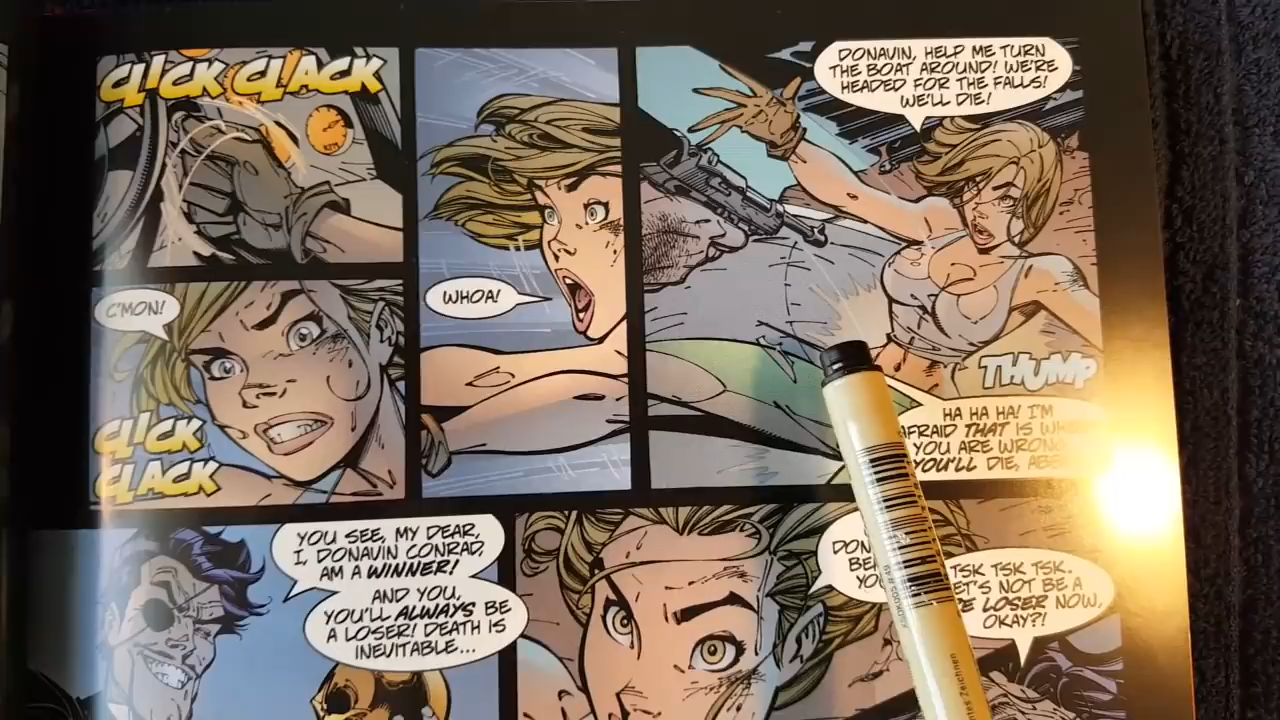 CLICK CLACK
C'MON!
CLICK
CLACK
WHOA!
DONAVIN, HELP ME TURN
THE BOAT AROUND! WE'RE
HEADED FOR THE FALLS!
WE'LL DIE!
THUMP
HA HA HA! I'M
AFRAID THAT IS
YOU ARE
YOU'LL DIE,
YOU SEE, MY DEAR,
I, DONAVIN CONRAD,
AM A WINNER!
AND YOU,
YOU'LL ALWAYS BE
A LOSER! DEATH IS
INEVITABLE...
TSK TSK TSK.
LET'S NOT BE A
LOSER NOW,
OKAY?!
Zeichnen